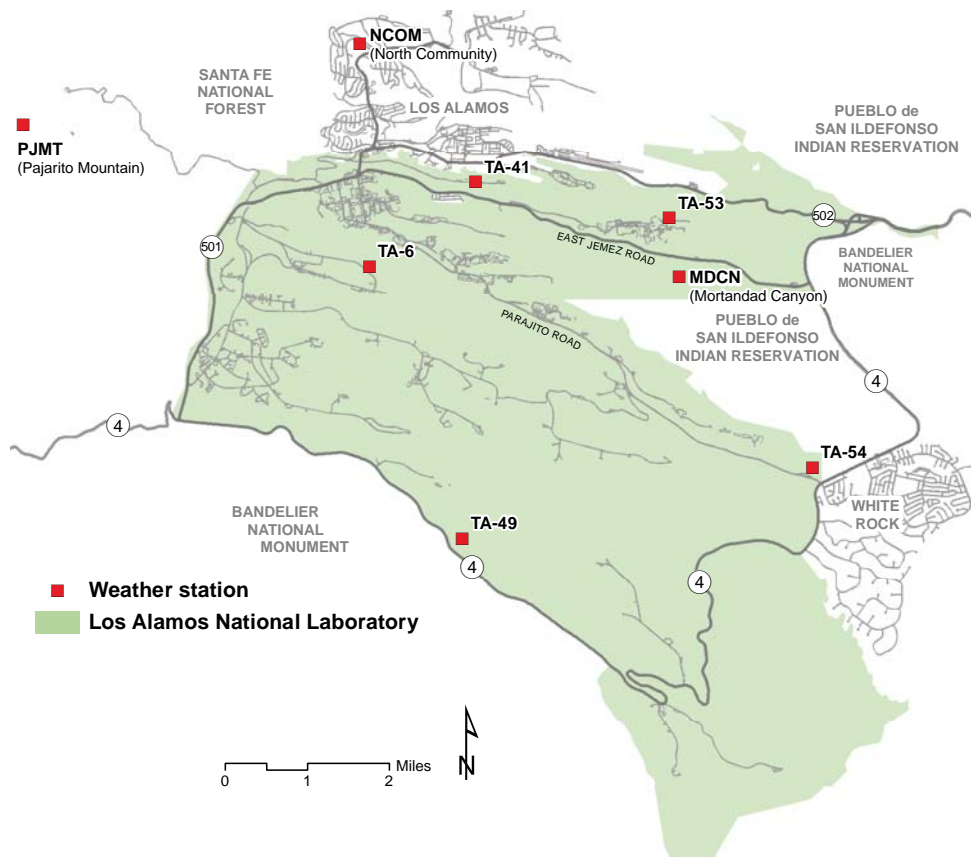 NCOM
(North Community)
SANTA FE
NATIONAL
FOREST
LOS ALAMOS
PUEBLO de
SAN ILDEFONSO
INDIAN RESERVATION
PJMT
(Pajarito Mountain)
TA-41
TA-53
502
501
TA-6
EAST JEMEZ ROAD
BANDELIER
NATIONAL
MONUMENT
MDCN
(Mortandad Canyon)
PARAJITO ROAD
PUEBLO de
SAN ILDEFONSO
INDIAN RESERVATION
4
4
TA-54
WHITE
ROCK
BANDELIER
NATIONAL
MONUMENT
TA-49
4
4
Weather station
Los Alamos National Laboratory
N
Miles
0
1
2